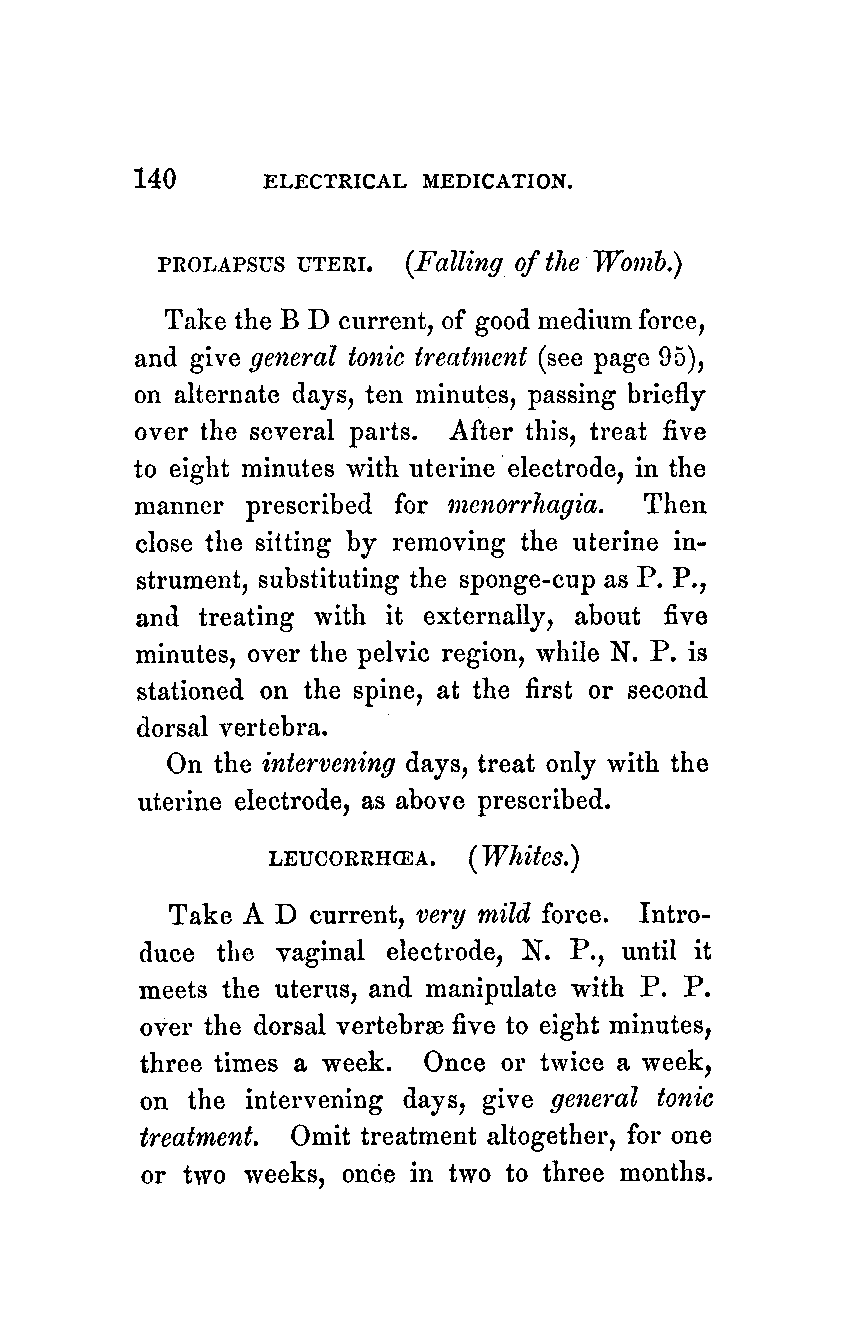 140 ELECTRICAL MEDICATION.
PROLAPSUS UTERI. (Falling of the Womb.)
Take the B D current, of good medium force,
and give general tonic treatment (see page 95),
on alternate days, ten minutes, passing briefly
over the several parts. After this, treat five
to eight minutes with uterine electrode, in the
manner prescribed for menorrhagia. Then
close the sitting by removing the uterine in-
strument, substituting the sponge-cup as P. P.,
and treating with it externally, about five
minutes, over the pelvic region, while N. P. is
stationed on the spine, at the first or second
dorsal vertebra.
On the intervening days, treat only with the
uterine electrode, as above prescribed.
LEUCORRHŒA. (Whites.)
Take A D current, very mild force. Intro-
duce the vaginal electrode, N. P., until it
meets the uterus, and manipulate with P. P.
over the dorsal vertebræ five to eight minutes,
three times a week. Once or twice a week,
on the intervening days, give general tonic
treatment. Omit treatment altogether, for one
or two weeks, once in two to three months.